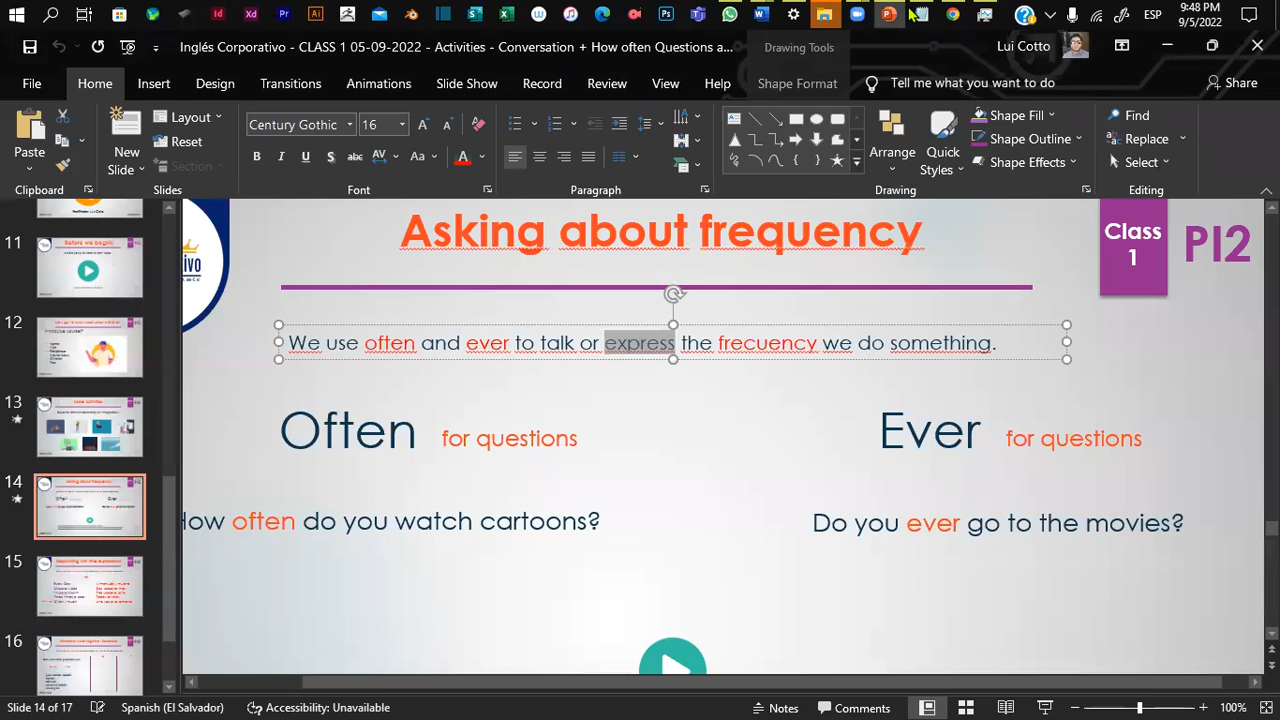 9:48 PM
ESP
9/5/2022
Inglés Corporativo - CLASS 1 05-09-2022 - Activities - Conversation + How often Questions a...
Drawing Tools
Lui Cotto
File
Home
Insert
Design
Transitions
Animations
Slide Show
Record
Review
View
Help
Shape Format
Tell me what you want to do
Share
Paste
New
Slide
Layout
Reset
Section
Century Gothic
16
Arrange
Quick
Styles
Shape Fill
Shape Outline
Shape Effects
Find
Replace
Select
Clipboard
Slides
Font
Paragraph
Drawing
Editing
11
12
13
14
15
16
Asking about frequency
Class
1
PI2
We use often and ever to talk or express the frecuency we do something.
Often for questions
Ever for questions
How often do you watch cartoons?
Do you ever go to the movies?
Slide 14 of 17
Spanish (El Salvador)
Accessibility: Unavailable
Notes
Comments
100%